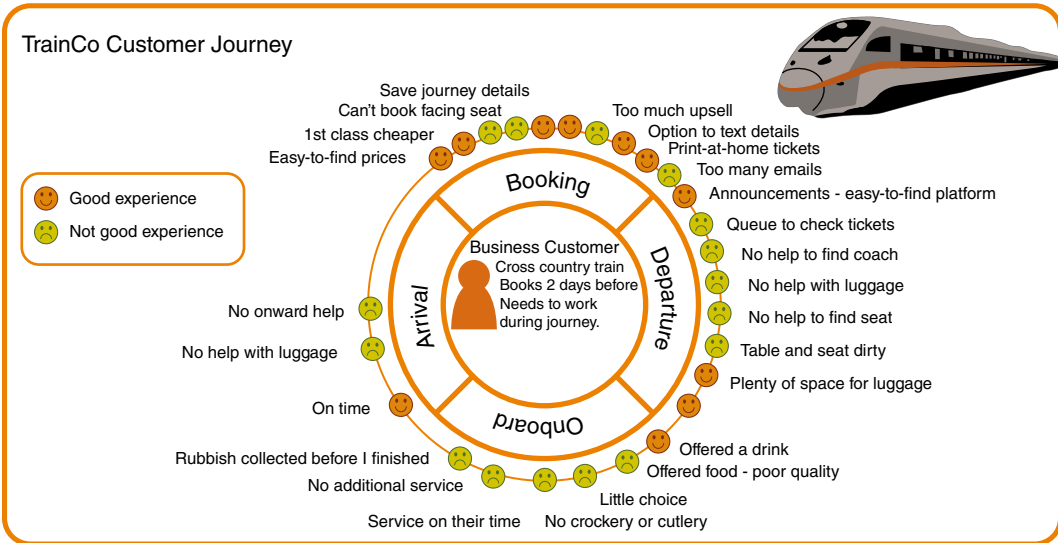 TrainCo Customer Journey
Save journey details
Can't book facing seat
1st class cheaper
Easy-to-find prices
Too much upsell
Option to text details
Print-at-home tickets
Too many emails
Announcements - easy-to-find platform
Good experience
Not good experience
Booking
Departure
Onboard
Arrival
Business Customer
Cross country train
Books 2 days before
Needs to work
during journey.
Queue to check tickets
No help to find coach
No help with luggage
No help to find seat
Table and seat dirty
Plenty of space for luggage
Offered a drink
Offered food - poor quality
Little choice
No crockery or cutlery
Service on their time
No additional service
Rubbish collected before I finished
On time
No help with luggage
No onward help